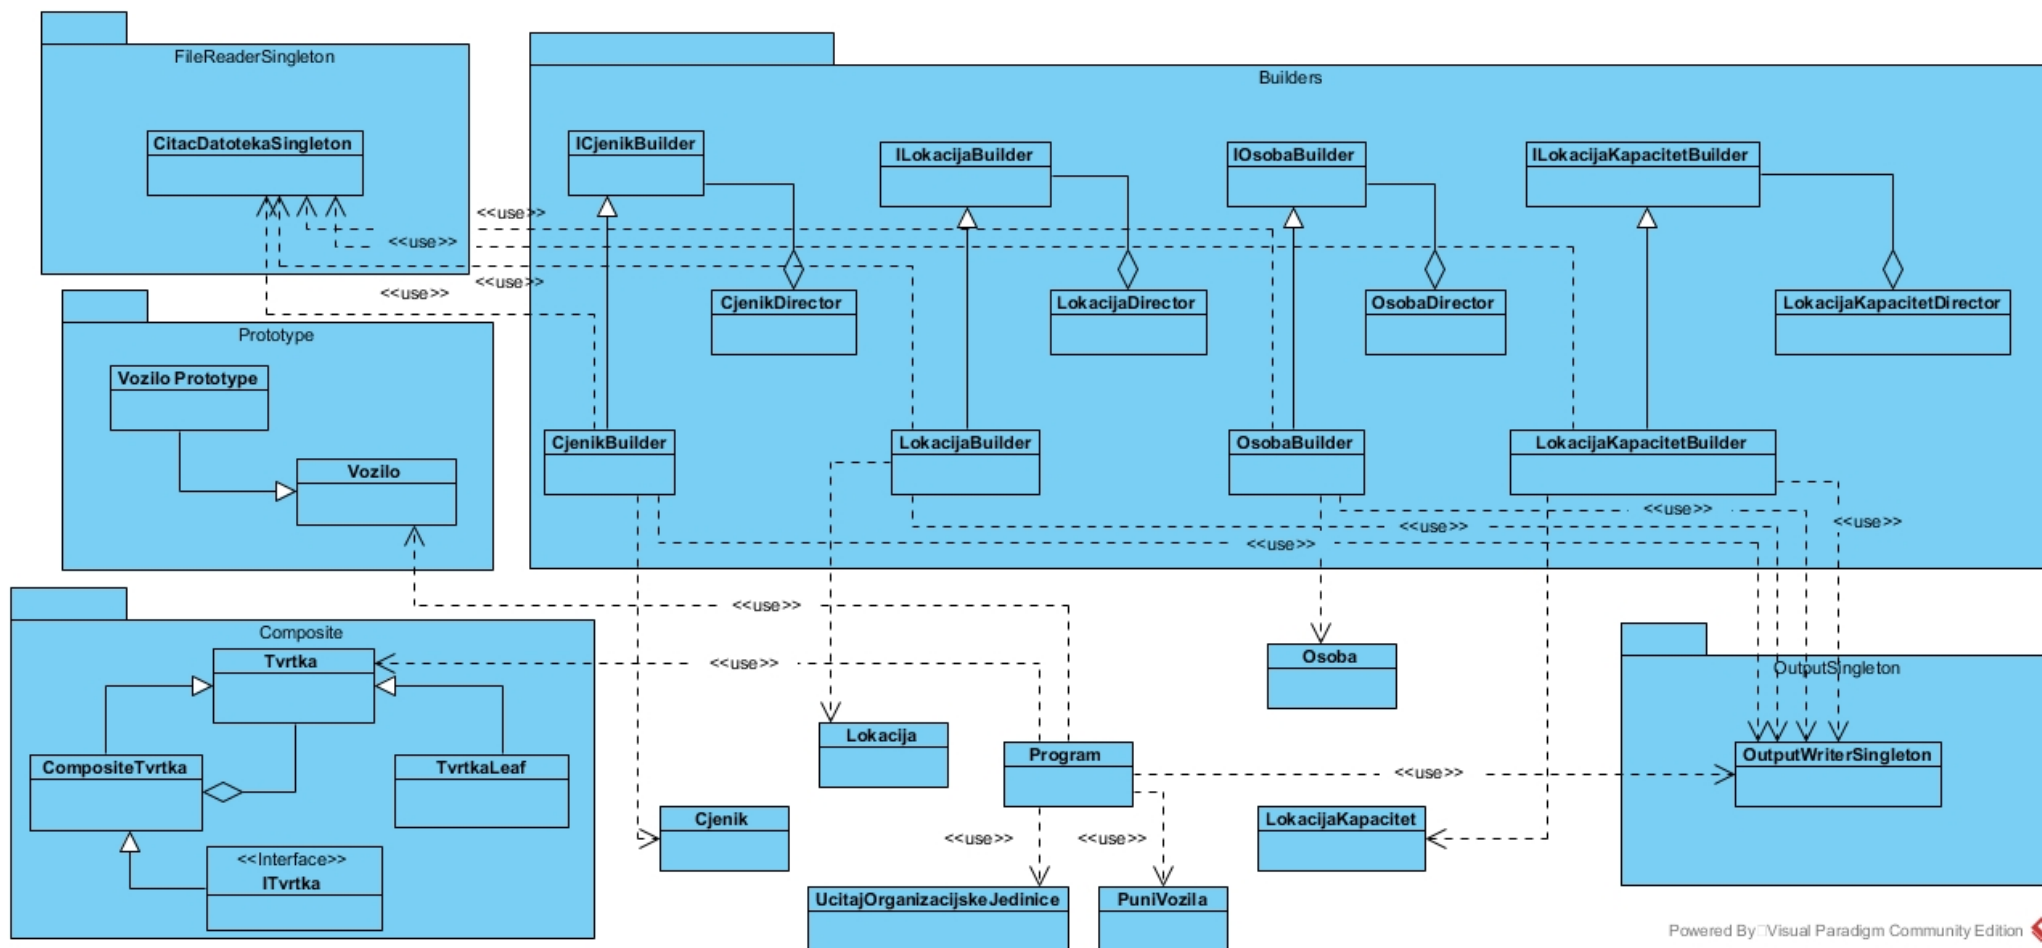 FileReaderSingleton
Builders
CitacDatotekaSingleton
ICjenikBuilder
ILokacijaBuilder
IOsobaBuilder
ILokacijaKapacitetBuilder
<<use>>
<<use>>
<<use>>
<<use>>
CjenikDirector
LokacijaDirector
OsobaDirector
LokacijaKapacitetDirector
Prototype
Vozilo Prototype
Vozilo
CjenikBuilder
LokacijaBuilder
OsobaBuilder
LokacijaKapacitetBuilder
<<use>>
<<use>>
<<use>>
<<use>>
<<use>>
Composite
Tvrtka
<<use>>
Osoba
OutputSingleton
Lokacija
Program
CompositeTvrtka
TvrtkaLeaf
<<use>>
OutputWriterSingleton
Cjenik
LokacijaKapacitet
<<use>>
<<use>>
<<Interface>>
ITvrtka
UcitajOrganizacijskeJedinice
PuniVozila
Powered By Visual Paradigm Community Edition